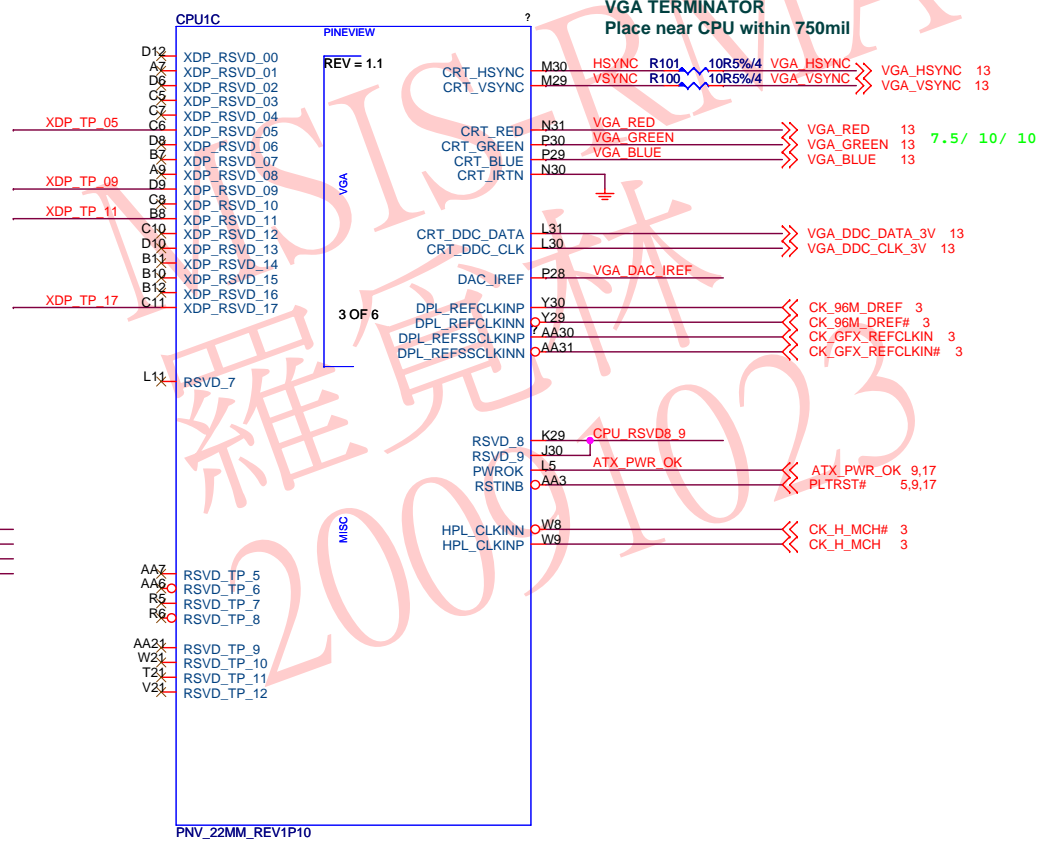 VGA TERMINATOR
Place near CPU within 750mil
CPU1C
?
PINEVIEW
REV = 1.1
D12 XDP_RSVD_00
A7 XDP_RSVD_01
D6 XDP_RSVD_02
C5 XDP_RSVD_03
C7 XDP_RSVD_04
XDP_TP_05 C6 XDP_RSVD_05
D8 XDP_RSVD_06
B7 XDP_RSVD_07
A9 XDP_RSVD_08
XDP_TP_09 D9 XDP_RSVD_09
C8 XDP_RSVD_10
XDP_TP_11 B8 XDP_RSVD_11
C10 XDP_RSVD_12
D10 XDP_RSVD_13
B11 XDP_RSVD_14
B10 XDP_RSVD_15
B12 XDP_RSVD_16
XDP_TP_17 C11 XDP_RSVD_17
L11 RSVD_7
AA7 RSVD_TP_5
AA6 RSVD_TP_6
R5 RSVD_TP_7
R6 RSVD_TP_8
AA21 RSVD_TP_9
W21 RSVD_TP_10
T21 RSVD_TP_11
V21 RSVD_TP_12
VGA
3 OF 6
MISC
CRT_HSYNC M30 HSYNC R101 10R5%/4 VGA_HSYNC VGA_HSYNC 13
CRT_VSYNC M29 VSYNC R100 10R5%/4 VGA_VSYNC VGA_VSYNC 13
CRT_RED N31 VGA_RED VGA_RED 13
CRT_GREEN P30 VGA_GREEN VGA_GREEN 13
7.5/ 10/ 10
CRT_BLUE P29 VGA_BLUE VGA_BLUE 13
CRT_IRTN N30
CRT_DDC_DATA L31 VGA_DDC_DATA_3V 13
CRT_DDC_CLK L30 VGA_DDC_CLK_3V 13
DAC_IREF P28 VGA_DAC_IREF
DPL_REFCLKINP Y30 CK_96M_DREF 3
DPL_REFCLKINN Y29 CK_96M_DREF# 3
?
DPL_REFSSCLKINP AA30 CK_GFX_REFCLKIN 3
DPL_REFSSCLKINN AA31 CK_GFX_REFCLKIN# 3
RSVD_8 K29 CPU_RSVD8_9
RSVD_9 J30
PWROK L5 ATX_PWR_OK ATX_PWR_OK 9,17
RSTINB AA3 PLTRST# 5,9,17
HPL_CLKINN W8 CK_H_MCH# 3
HPL_CLKINP W9 CK_H_MCH 3
PNV_22MM_REV1P10
MSIS-RMA
羅克林
20091023